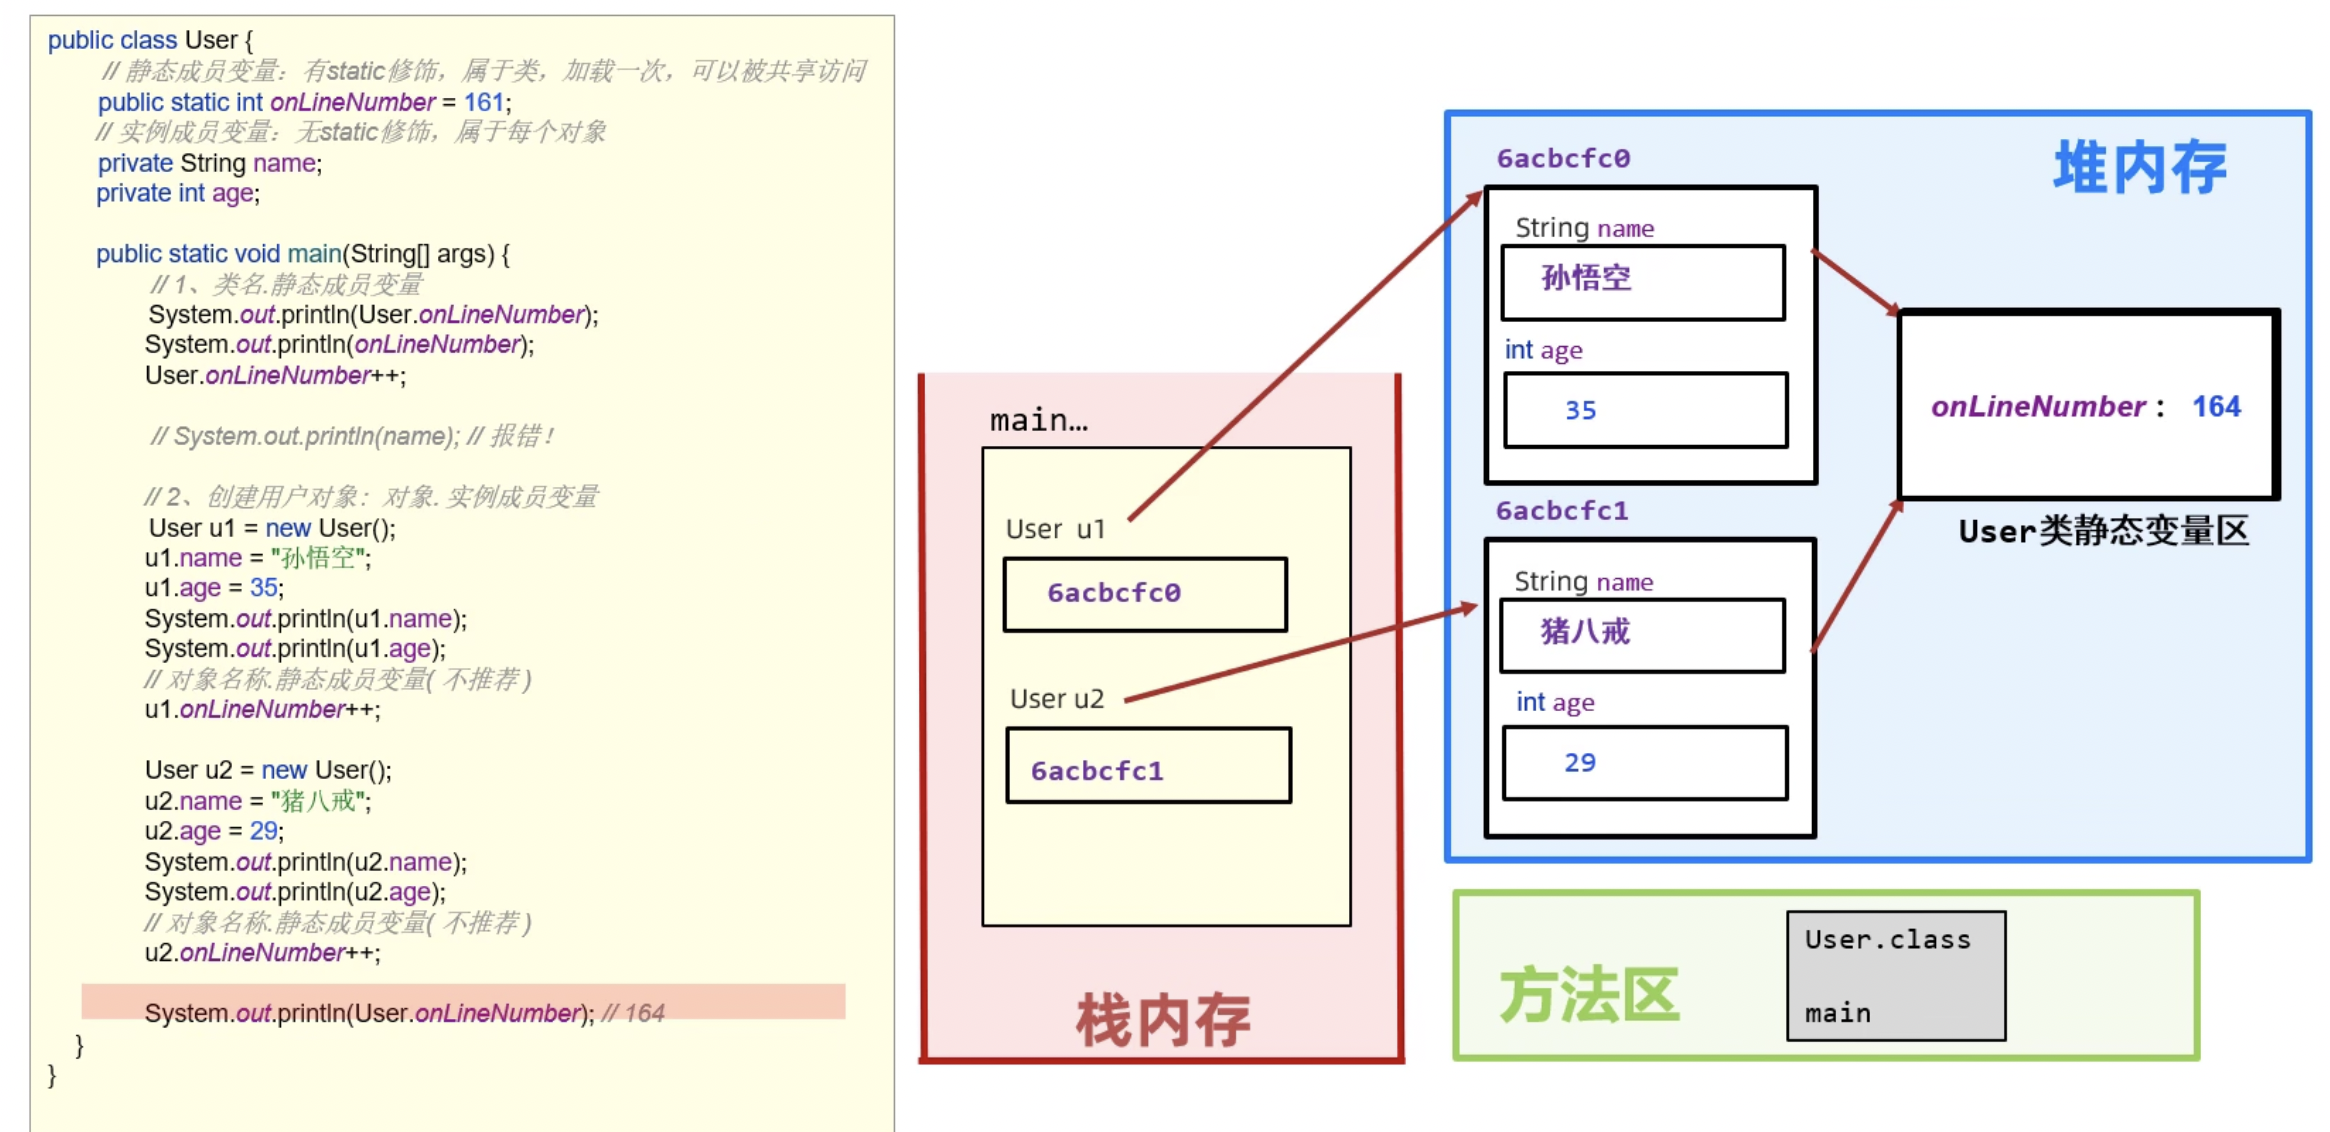 public class User {
// 静态成员变量：有static修饰，属于类，加载一次，可以被共享访问
public static int onLineNumber = 161;
// 实例成员变量：无static修饰，属于每个对象
private String name;
private int age;
public static void main(String[] args) {
// 1、类名.静态成员变量
System.out.println(User.onLineNumber);
System.out.println(onLineNumber);
User.onLineNumber++;
// System.out.println(name); // 报错！
// 2、创建用户对象：对象. 实例成员变量
User u1 = new User();
u1.name = "孙悟空";
u1.age = 35;
System.out.println(u1.name);
System.out.println(u1.age);
// 对象名称.静态成员变量( 不推荐 )
u1.onLineNumber++;
User u2 = new User();
u2.name = "猪八戒";
u2.age = 29;
System.out.println(u2.name);
System.out.println(u2.age);
// 对象名称.静态成员变量( 不推荐 )
u2.onLineNumber++;
System.out.println(User.onLineNumber); // 164
}
}
main…
User u1
6acbcfc0
User u2
6acbcfc1
栈内存
堆内存
6acbcfc0
String name
孙悟空
int age
35
6acbcfc1
String name
猪八戒
int age
29
onLineNumber： 164
User类静态变量区
方法区
User.class
main